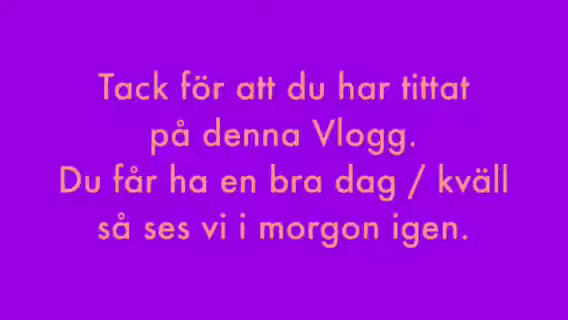 Tack för att du har tittat
på denna Vlogg.
Du får ha en bra dag / kväll
så ses vi i morgon igen.